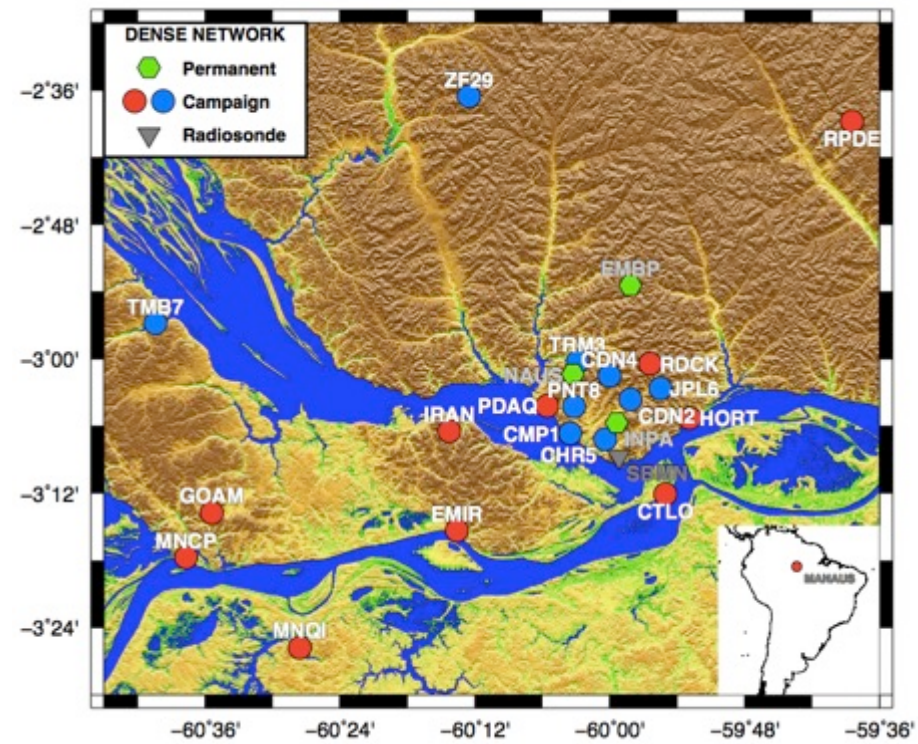 DENSE NETWORK
Permanent
Campaign
Radiosonde
ZF29
RPDE
EMBP
TMB7
TRM3
CDN4
RDCK
NAUS
PNT8
JPL6
PDAQ
IRAN
CDN2
HORT
CMP1
INPA
CHR5
SBMN
GOAM
EMIR
CTLO
MNCP
MNQI
MANAUS
−2˚36'
−2˚48'
−3˚00'
−3˚12'
−3˚24'
−60˚36' −60˚24' −60˚12' −60˚00' −59˚48' −59˚36'